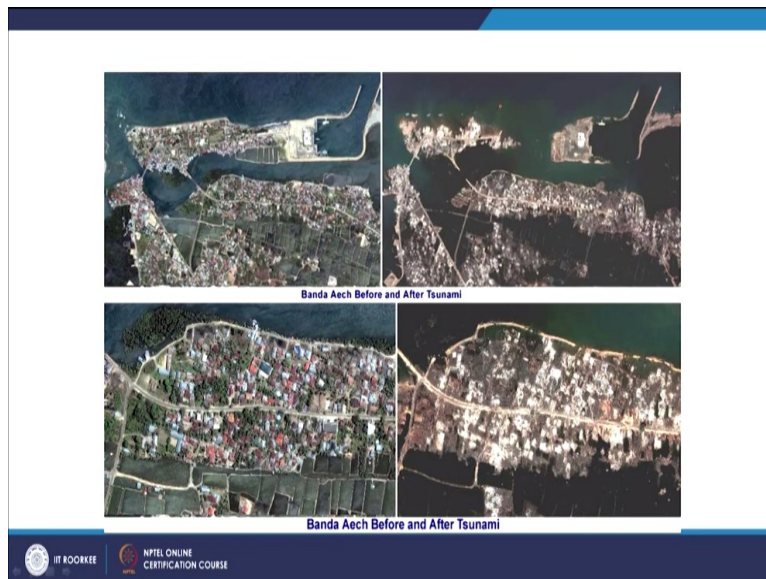 Banda Aech Before and After Tsunami
Banda Aech Before and After Tsunami
IIT ROORKEE
NPTEL ONLINE
CERTIFICATION COURSE